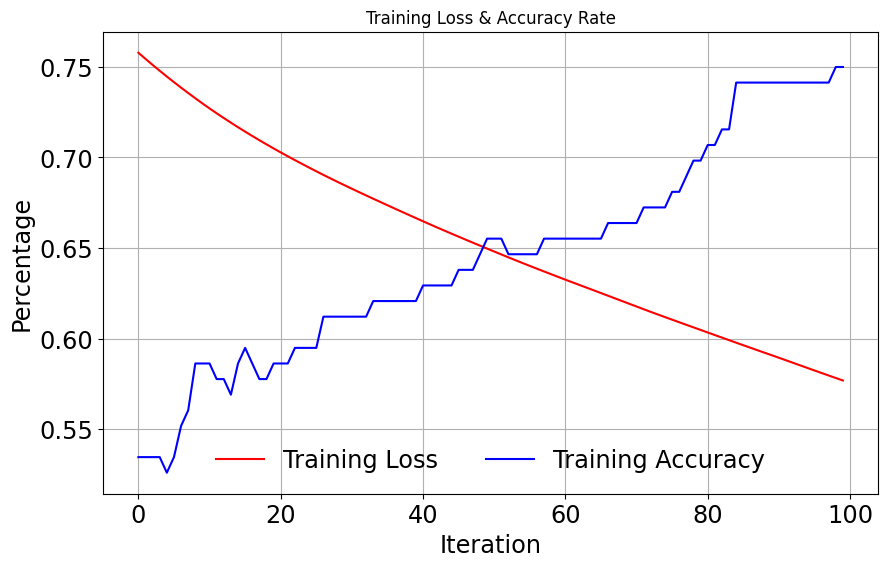 Training Loss & Accuracy Rate
0.75
0.70
0.65
0.60
0.55
Percentage
Training Loss
Training Accuracy
0 20 40 60 80 100
Iteration